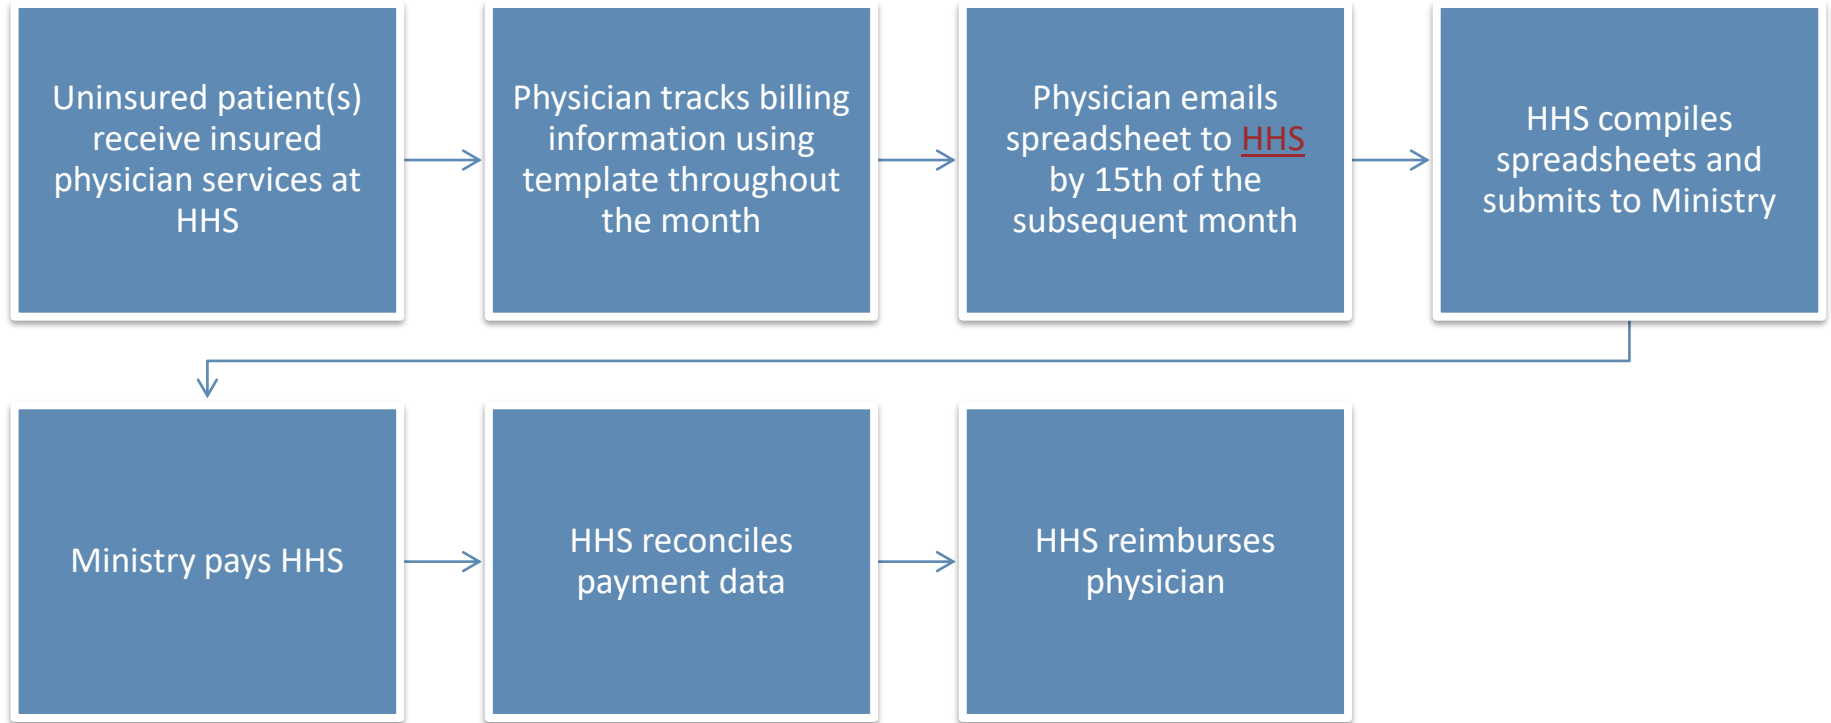 Uninsured patient(s)
receive insured
physician services at
HHS
Physician tracks billing
information using
template throughout
the month
Physician emails
spreadsheet to HHS
by 15th of the
subsequent month
HHS compiles
spreadsheets and
submits to Ministry
Ministry pays HHS
HHS reconciles
payment data
HHS reimburses
physician